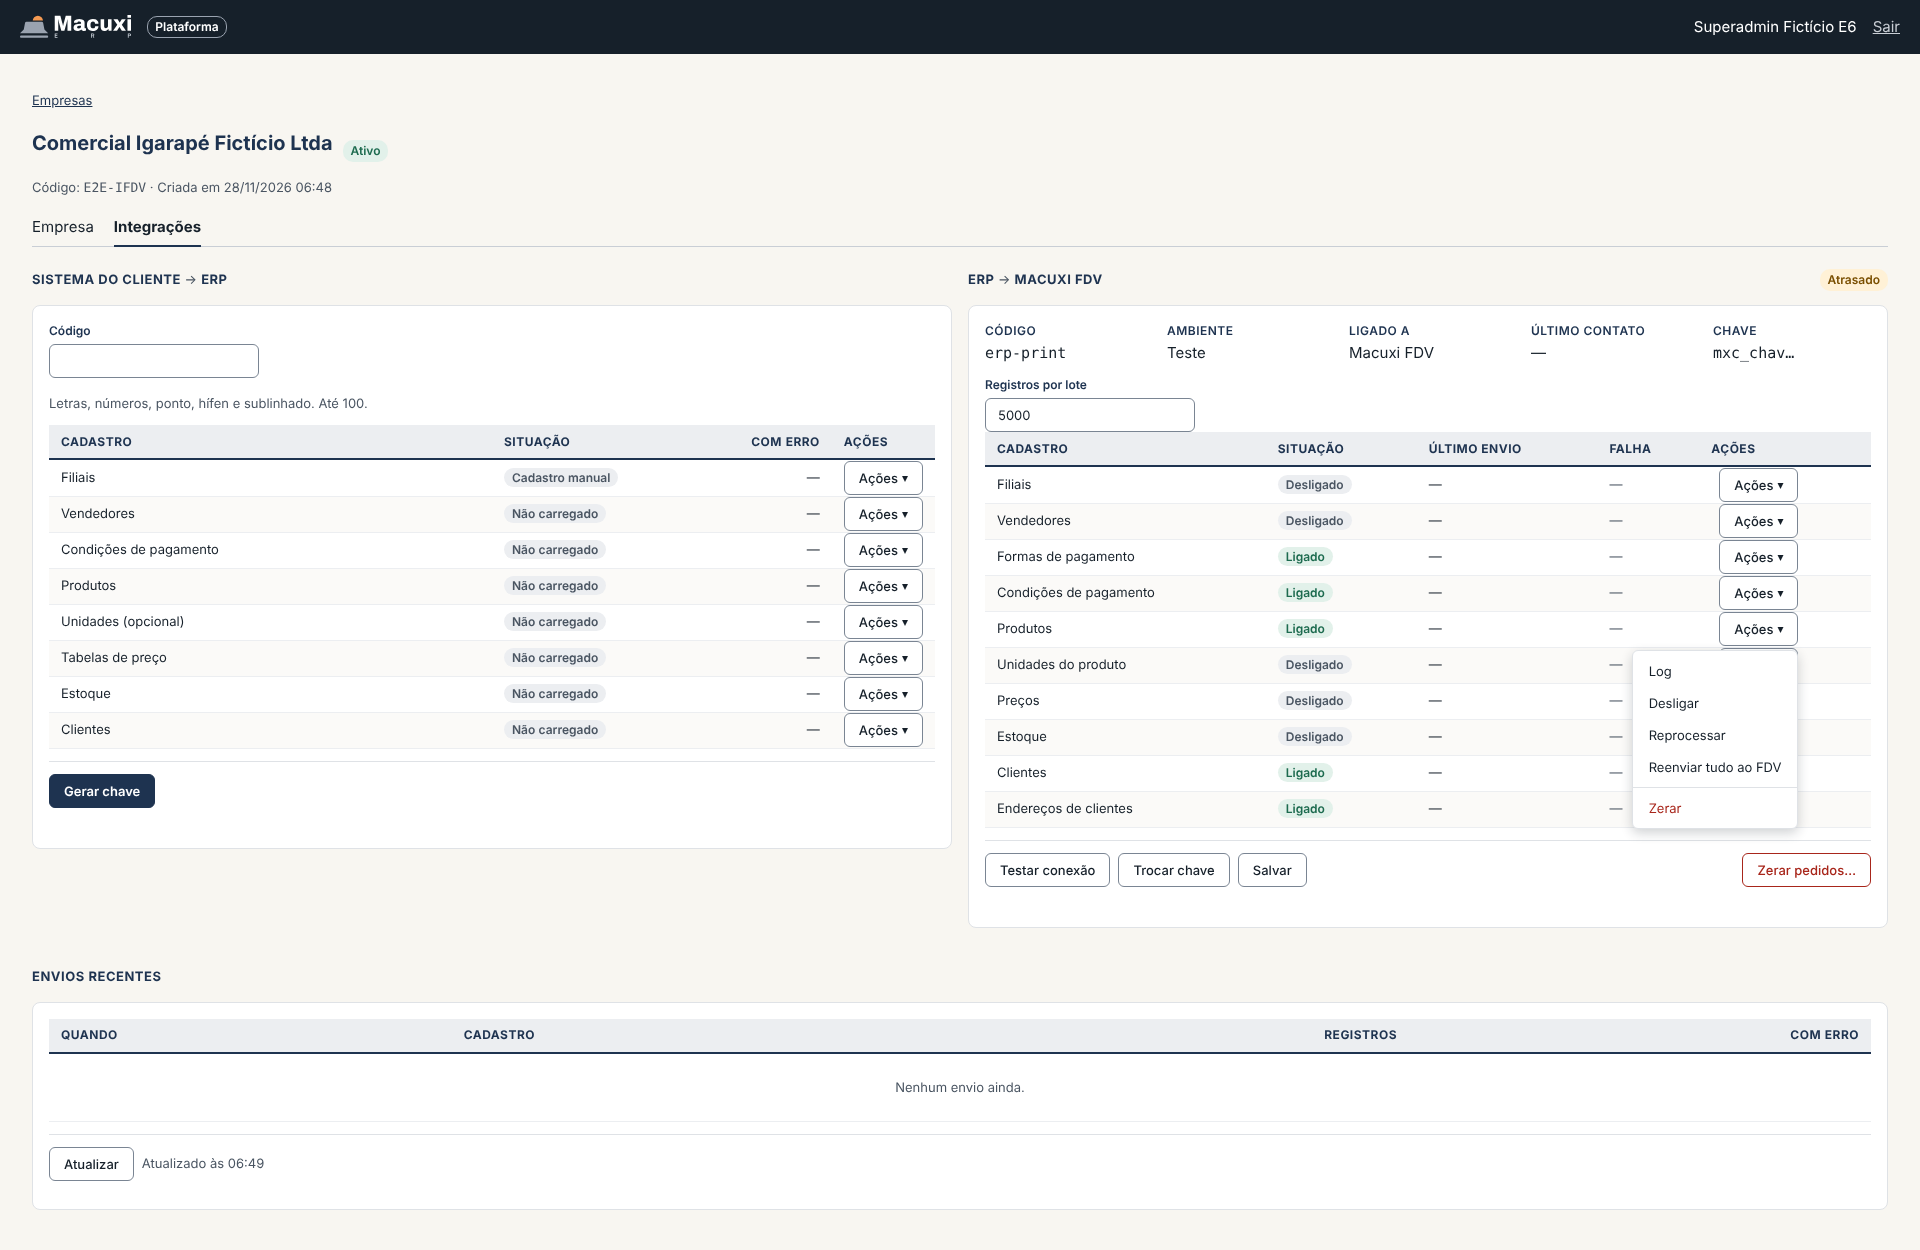 Macuxi
E R P
Plataforma
Superadmin Fictício E6 Sair
Empresas
Comercial Igarapé Fictício Ltda Ativo
Código: E2E-IFDV · Criada em 28/11/2026 06:48
Empresa Integrações
SISTEMA DO CLIENTE → ERP
Código
Letras, números, ponto, hífen e sublinhado. Até 100.
CADASTRO SITUAÇÃO COM ERRO AÇÕES
Filiais Cadastro manual — Ações ▾
Vendedores Não carregado — Ações ▾
Condições de pagamento Não carregado — Ações ▾
Produtos Não carregado — Ações ▾
Unidades (opcional) Não carregado — Ações ▾
Tabelas de preço Não carregado — Ações ▾
Estoque Não carregado — Ações ▾
Clientes Não carregado — Ações ▾
Gerar chave
ERP → MACUXI FDV Atrasado
CÓDIGO AMBIENTE LIGADO A ÚLTIMO CONTATO CHAVE
erp-print Teste Macuxi FDV — mxc_chav…
Registros por lote
5000
CADASTRO SITUAÇÃO ÚLTIMO ENVIO FALHA AÇÕES
Filiais Desligado — — Ações ▾
Vendedores Desligado — — Ações ▾
Formas de pagamento Ligado — — Ações ▾
Condições de pagamento Ligado — — Ações ▾
Produtos Ligado — — Ações ▾
Unidades do produto Desligado — —
Preços Desligado — —
Estoque Desligado — —
Clientes Ligado — —
Endereços de clientes Ligado — —
Log
Desligar
Reprocessar
Reenviar tudo ao FDV
Zerar
Testar conexão Trocar chave Salvar Zerar pedidos…
ENVIOS RECENTES
QUANDO CADASTRO REGISTROS COM ERRO
Nenhum envio ainda.
Atualizar Atualizado às 06:49